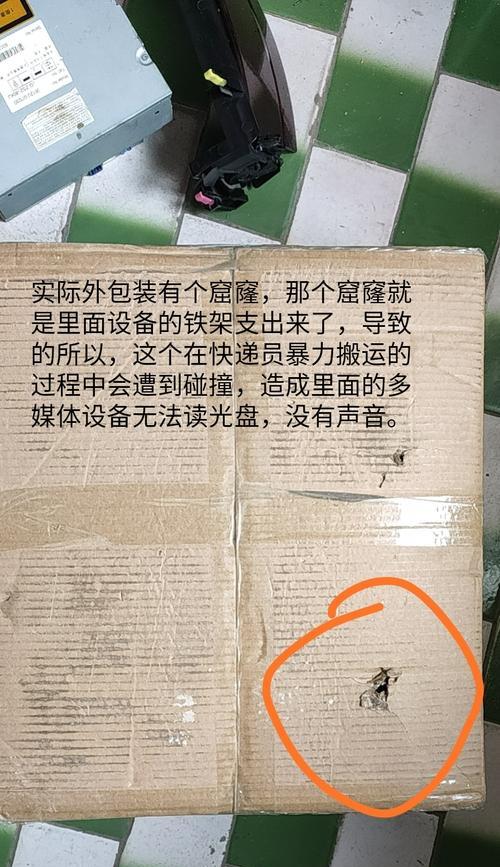 实际外包装有个窟窿，那个窟窿就
是里面设备的铁架支出来了，导致
的所以，这个在快递员暴力搬运的
过程中会遭到碰撞，造成里面的多
媒体设备无法读光盘，没有声音。